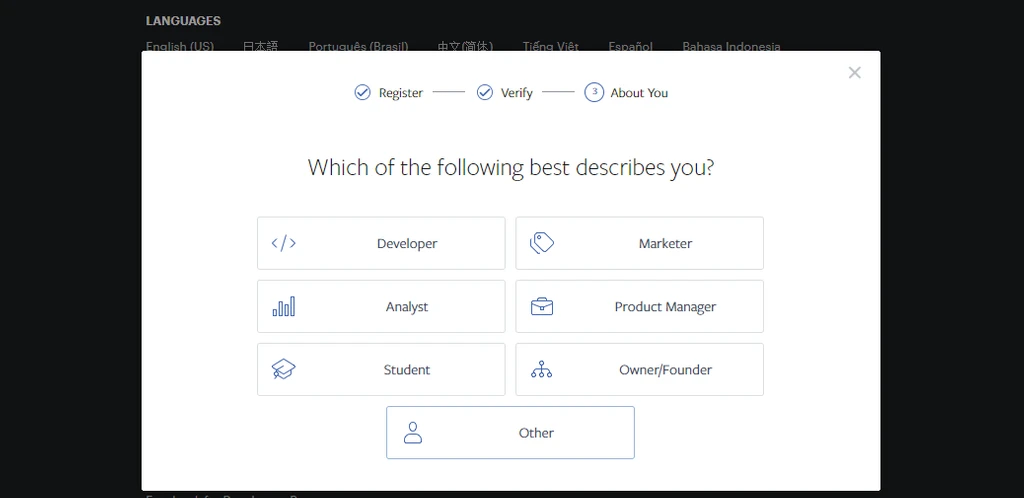 LANGUAGES
English (US) 日本語 Português (Brasil) 中文(简体) Tiếng Việt Español Bahasa Indonesia
Register Verify 3 About You
Which of the following best describes you?
Developer Marketer
Analyst Product Manager
Student Owner/Founder
Other